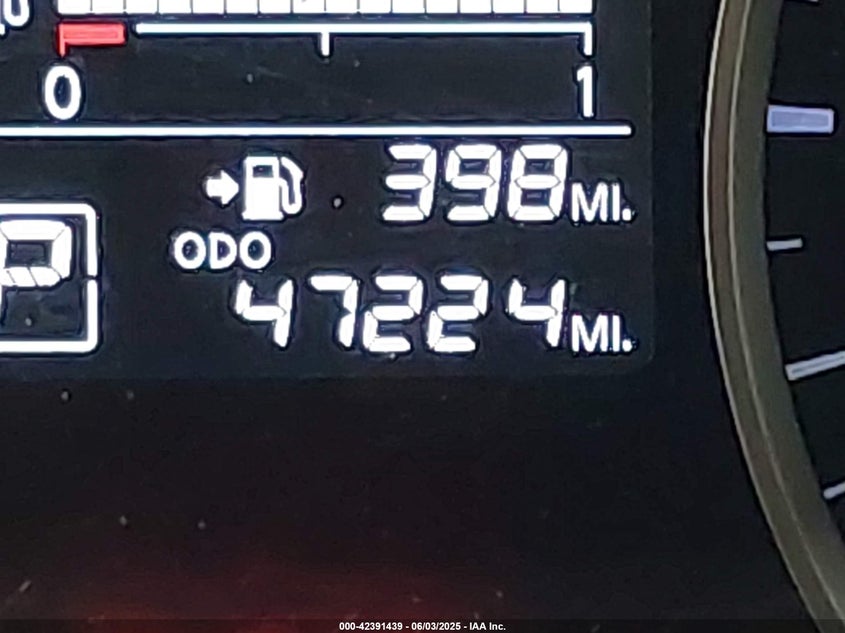 0 1
398 MI.
P
ODO
47224 MI.
000-42391439 - 06/03/2025 - IAA Inc.